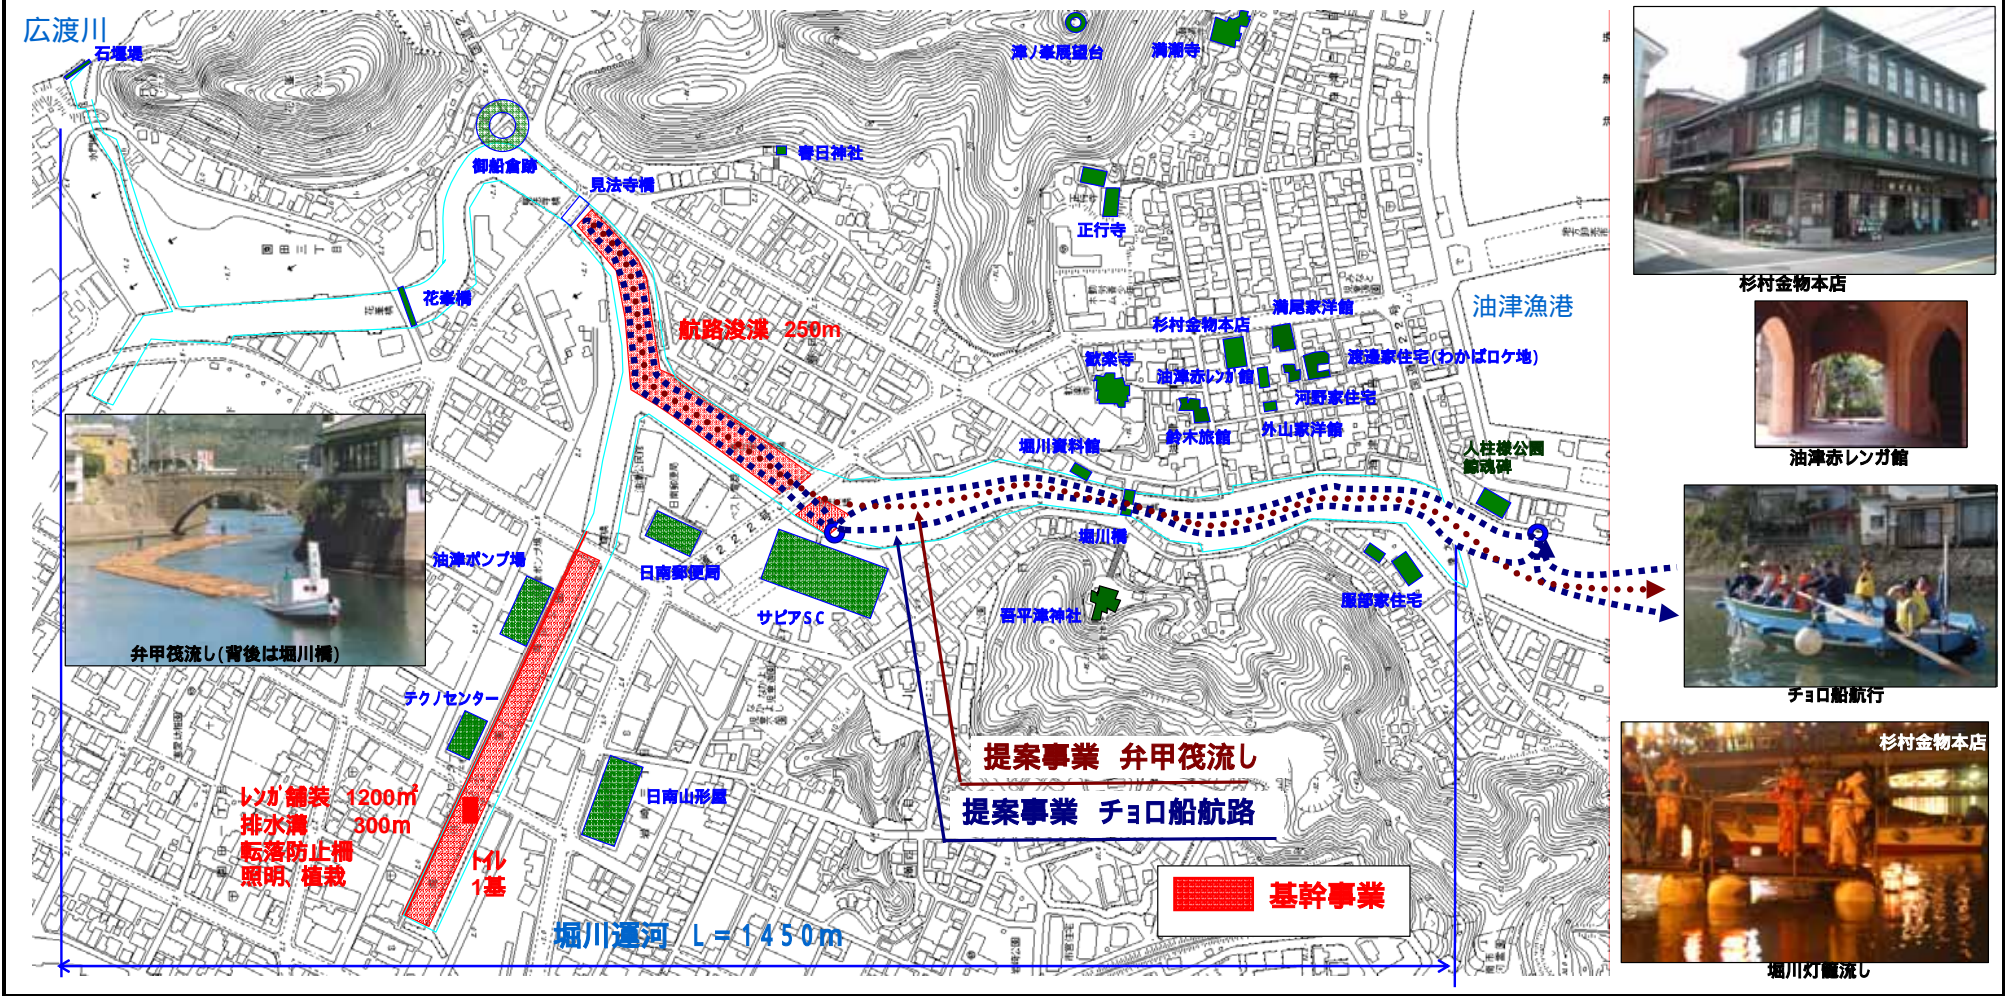 広渡川
石堰堤
津ノ峯展望台
満潮寺
御船倉跡
見法寺橋
春日神社
正行寺
花峯橋
油津漁港
航路浚渫 250m
杉村金物本店
満尾家洋館
歓楽寺
油津赤レンガ館
渡邊家住宅(わかばロケ地)
河野家住宅
鈴木旅館
外山家洋館
堀川資料館
人柱様公園
鎮魂碑
油津ポンプ場
日南郵便局
サピアSC
堀川橋
吾平津神社
服部家住宅
弁甲筏流し(背後は堀川橋)
テクノセンター
日南山形屋
レンガ舗装 1200㎡
排水溝 300m
転落防止柵
照明、植栽
トイレ
1基
提案事業 弁甲筏流し
提案事業 チョロ船航路
基幹事業
堀川運河 L=1450m
杉村金物本店
油津赤レンガ館
チョロ船航行
杉村金物本店
堀川灯籠流し